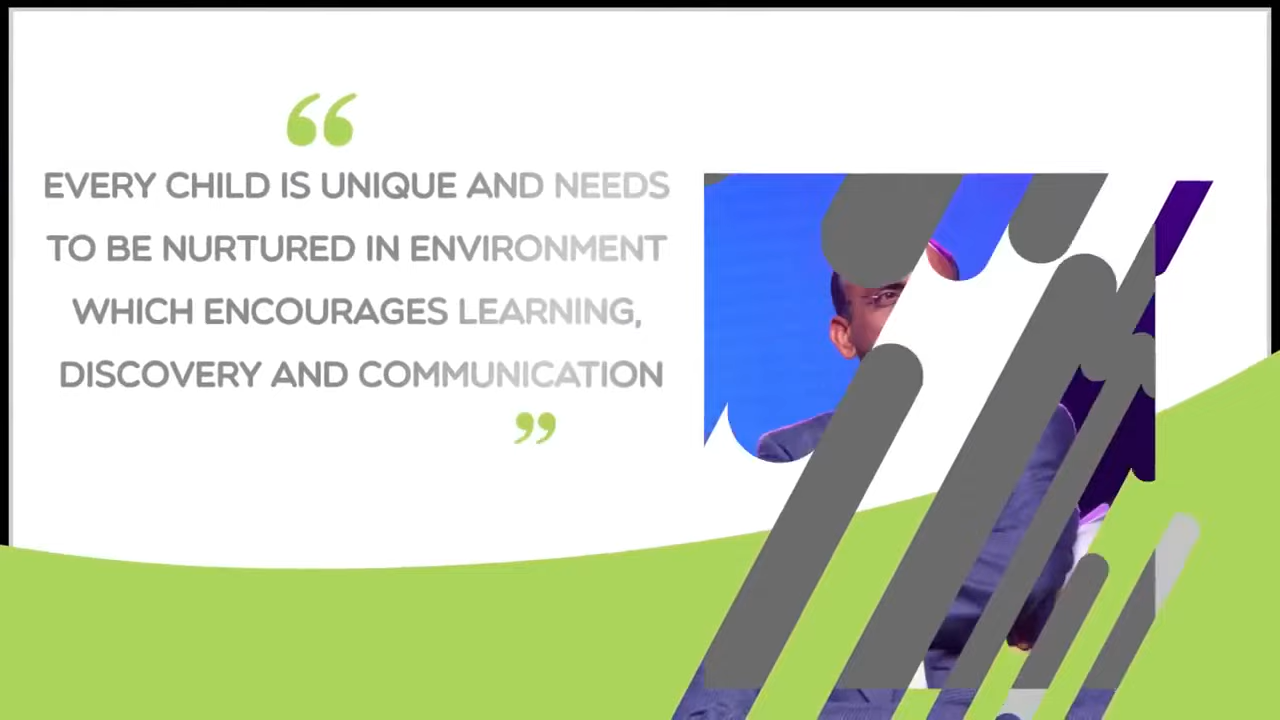 “
EVERY CHILD IS UNIQUE AND NEEDS
TO BE NURTURED IN ENVIRONMENT
WHICH ENCOURAGES LEARNING,
DISCOVERY AND COMMUNICATION
”